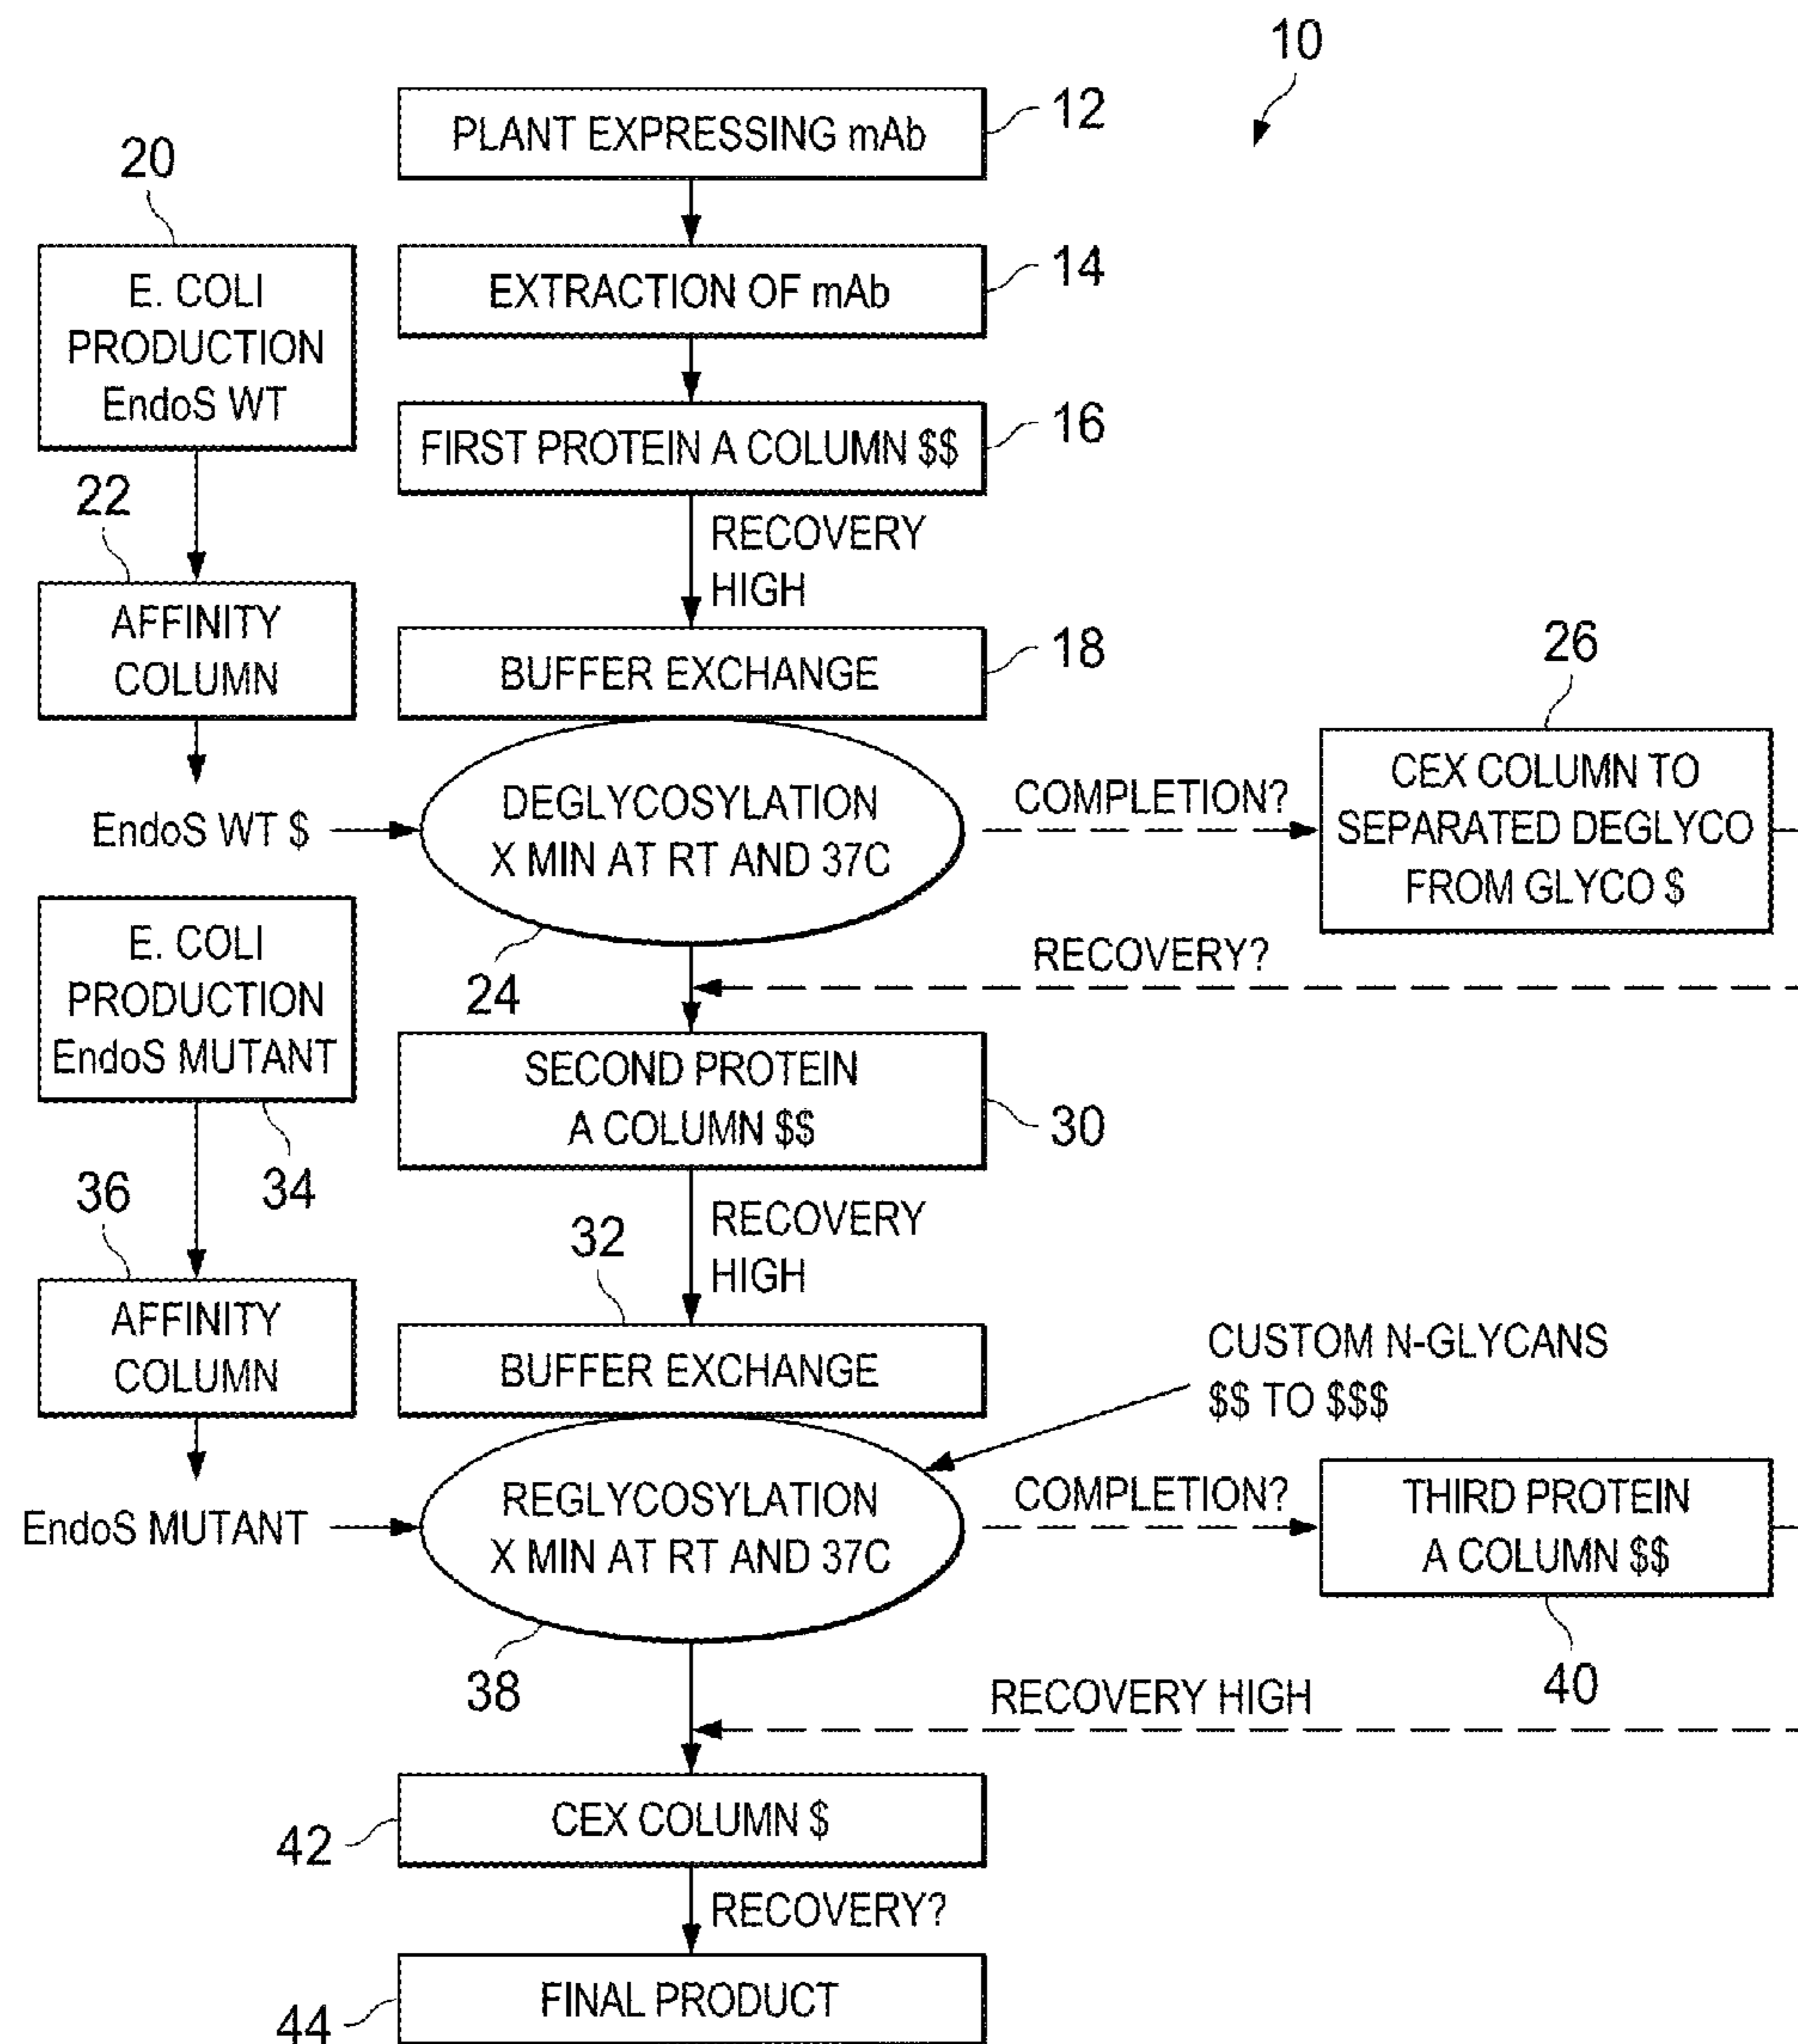 10
PLANT EXPRESSING mAb
12
20
E. COLI
PRODUCTION
EndoS WT
EXTRACTION OF mAb
14
FIRST PROTEIN A COLUMN $$
16
22
RECOVERY
HIGH
AFFINITY
COLUMN
BUFFER EXCHANGE
18
26
EndoS WT $
DEGLYCOSYLATION
X MIN AT RT AND 37C
24
COMPLETION?
CEX COLUMN TO
SEPARATED DEGLYCO
FROM GLYCO $
RECOVERY?
E. COLI
PRODUCTION
EndoS MUTANT
34
SECOND PROTEIN
A COLUMN $$
30
36
RECOVERY
HIGH
32
AFFINITY
COLUMN
BUFFER EXCHANGE
CUSTOM N-GLYCANS
$$ TO $$$
EndoS MUTANT
REGLYCOSYLATION
X MIN AT RT AND 37C
38
COMPLETION?
THIRD PROTEIN
A COLUMN $$
40
RECOVERY HIGH
CEX COLUMN $
42
RECOVERY?
FINAL PRODUCT
44